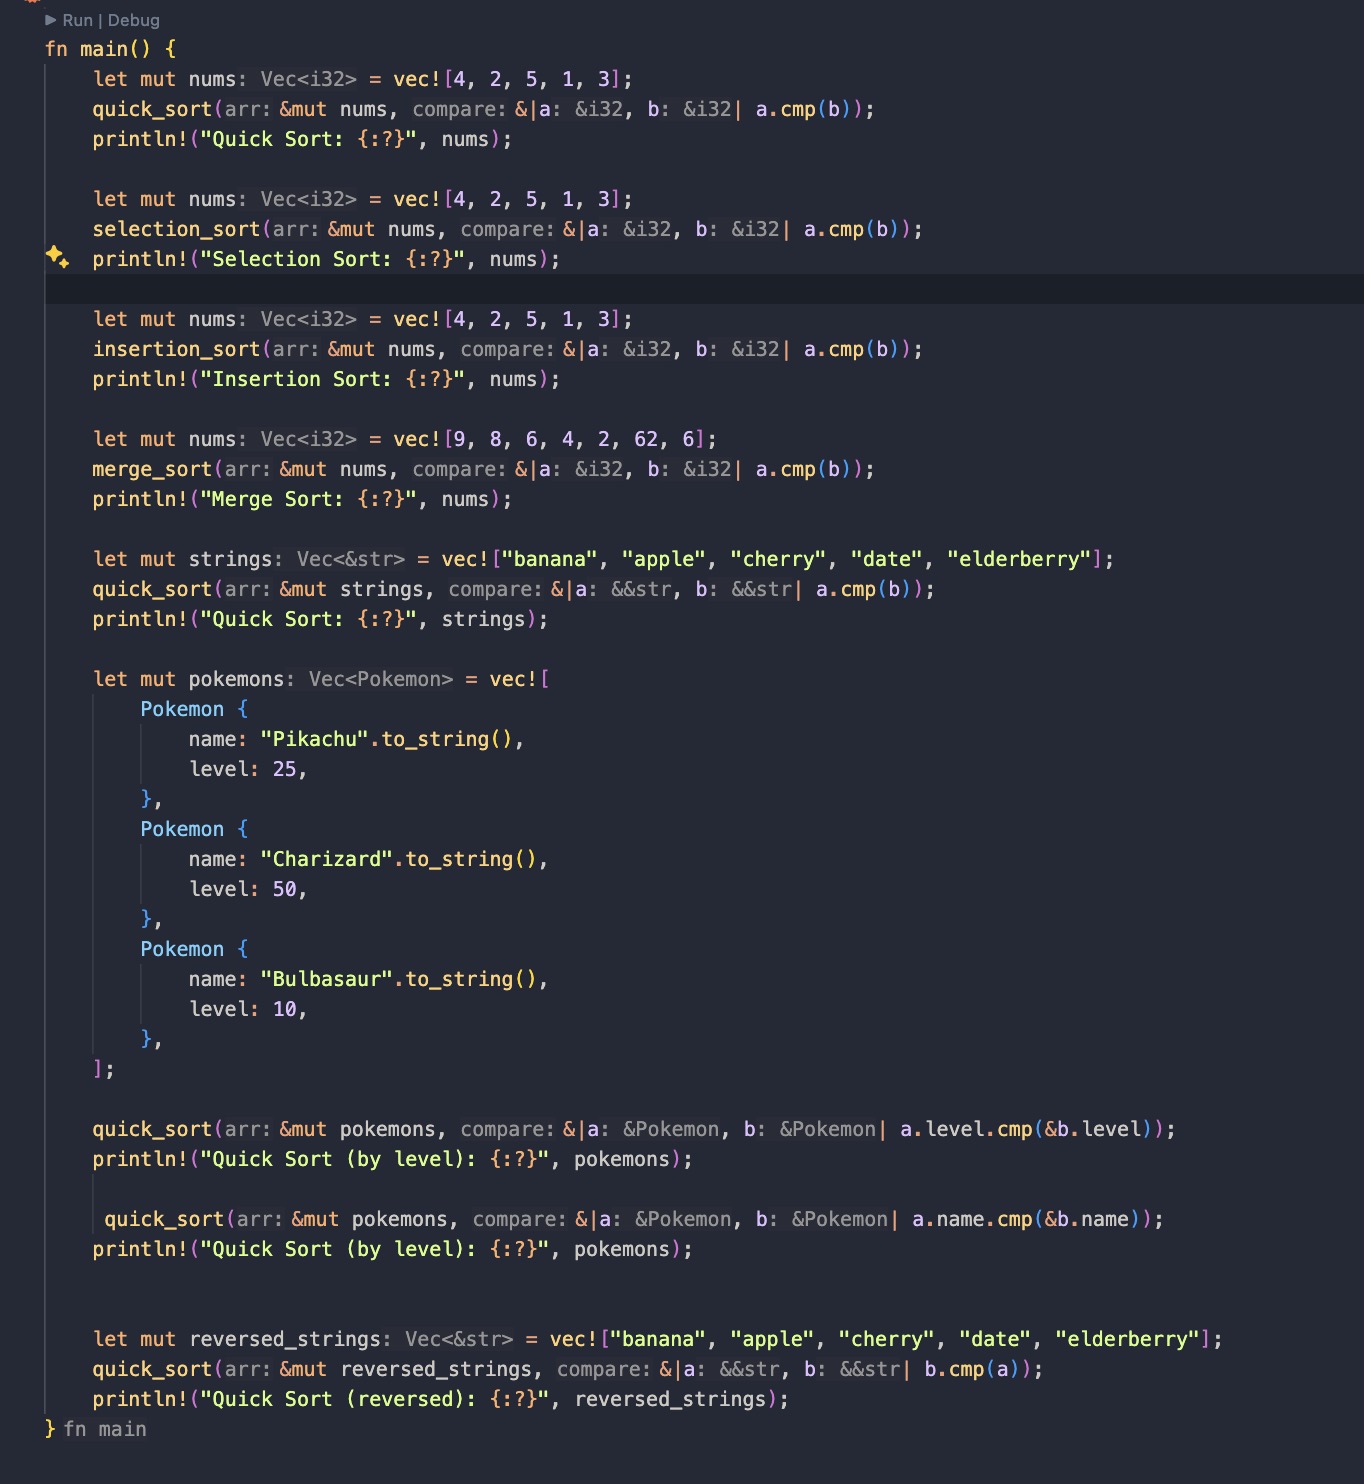 ▶ Run | Debug
fn main() {
    let mut nums: Vec<i32> = vec![4, 2, 5, 1, 3];
    quick_sort(arr: &mut nums, compare: &|a: &i32, b: &i32| a.cmp(b));
    println!("Quick Sort: {:?}", nums);

    let mut nums: Vec<i32> = vec![4, 2, 5, 1, 3];
    selection_sort(arr: &mut nums, compare: &|a: &i32, b: &i32| a.cmp(b));
    println!("Selection Sort: {:?}", nums);

    let mut nums: Vec<i32> = vec![4, 2, 5, 1, 3];
    insertion_sort(arr: &mut nums, compare: &|a: &i32, b: &i32| a.cmp(b));
    println!("Insertion Sort: {:?}", nums);

    let mut nums: Vec<i32> = vec![9, 8, 6, 4, 2, 62, 6];
    merge_sort(arr: &mut nums, compare: &|a: &i32, b: &i32| a.cmp(b));
    println!("Merge Sort: {:?}", nums);

    let mut strings: Vec<&str> = vec!["banana", "apple", "cherry", "date", "elderberry"];
    quick_sort(arr: &mut strings, compare: &|a: &&str, b: &&str| a.cmp(b));
    println!("Quick Sort: {:?}", strings);

    let mut pokemons: Vec<Pokemon> = vec![
        Pokemon {
            name: "Pikachu".to_string(),
            level: 25,
        },
        Pokemon {
            name: "Charizard".to_string(),
            level: 50,
        },
        Pokemon {
            name: "Bulbasaur".to_string(),
            level: 10,
        },
    ];

    quick_sort(arr: &mut pokemons, compare: &|a: &Pokemon, b: &Pokemon| a.level.cmp(&b.level));
    println!("Quick Sort (by level): {:?}", pokemons);

     quick_sort(arr: &mut pokemons, compare: &|a: &Pokemon, b: &Pokemon| a.name.cmp(&b.name));
    println!("Quick Sort (by level): {:?}", pokemons);


    let mut reversed_strings: Vec<&str> = vec!["banana", "apple", "cherry", "date", "elderberry"];
    quick_sort(arr: &mut reversed_strings, compare: &|a: &&str, b: &&str| b.cmp(a));
    println!("Quick Sort (reversed): {:?}", reversed_strings);
} fn main